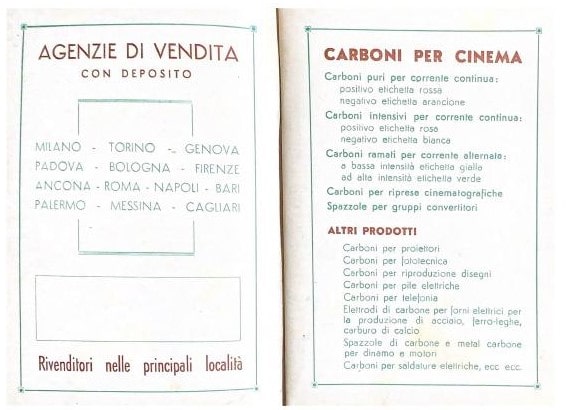 AGENZIE DI VENDITA
CON DEPOSITO
MILANO - TORINO - GENOVA
PADOVA - BOLOGNA - FIRENZE
ANCONA - ROMA - NAPOLI - BARI
PALERMO - MESSINA - CAGLIARI
Rivenditori nelle principali località
CARBONI PER CINEMA
Carboni puri per corrente continua:
positivo etichetta rossa
negativo etichetta arancione
Carboni intensivi per corrente continua:
positivo etichetta rosa
negativo etichetta bianca
Carboni ramati per corrente alternata:
a bassa intensità etichetta gialla
ad alta intensità etichetta verde
Carboni per riprese cinematografiche
Spazzole per gruppi convertitori
ALTRI PRODOTTI
Carboni per proiettori
Carboni per fototecnica
Carboni per riproduzione disegni
Carboni per pile elettriche
Carboni per telefonia
Elettrodi di carbone per forni elettrici per
la produzione di acciaio, ferro-leghe,
carburo di calcio
Spazzole di carbone e metal carbone
per dinamo e motori
Carboni per saldature elettriche, ecc. ecc.